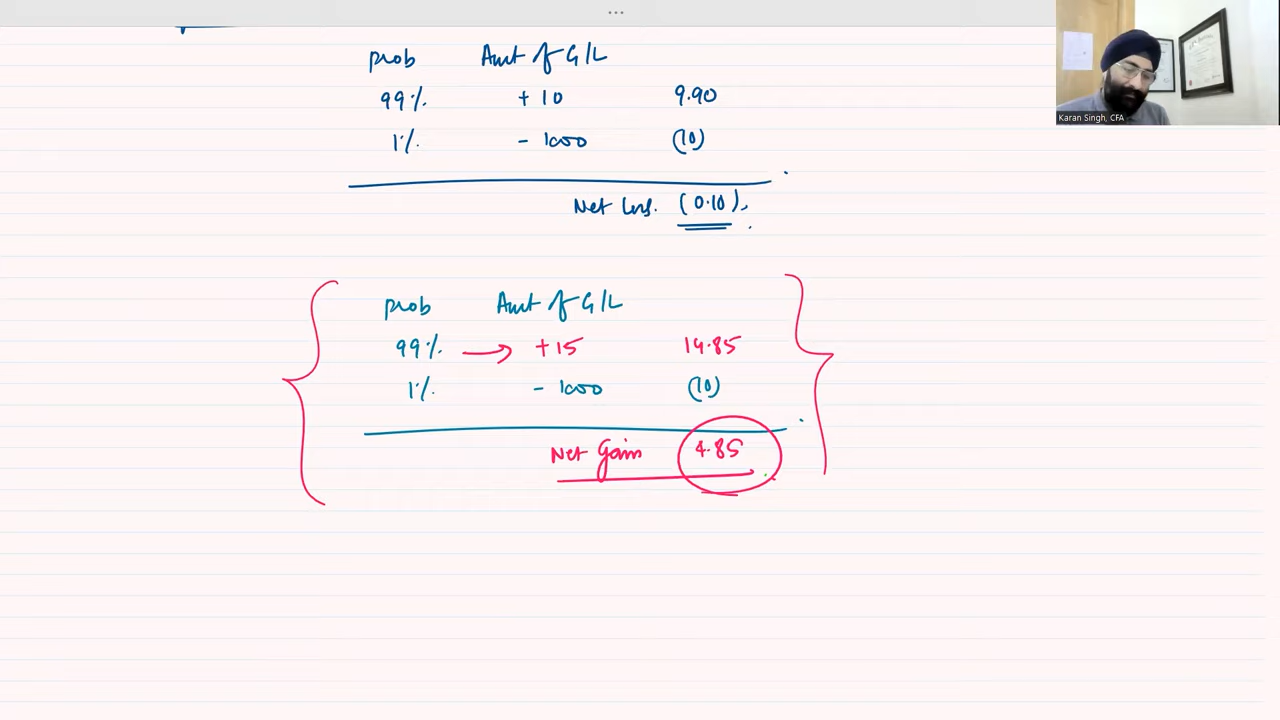 prob Amt of G/L
99% +10 9.90
1% - 1000 (10)
Net Loss. (0.10)
prob Amt of G/L
99% → +15 14.85
1% - 1000 (10)
Net Gain 4.85
Karan Singh, CFA